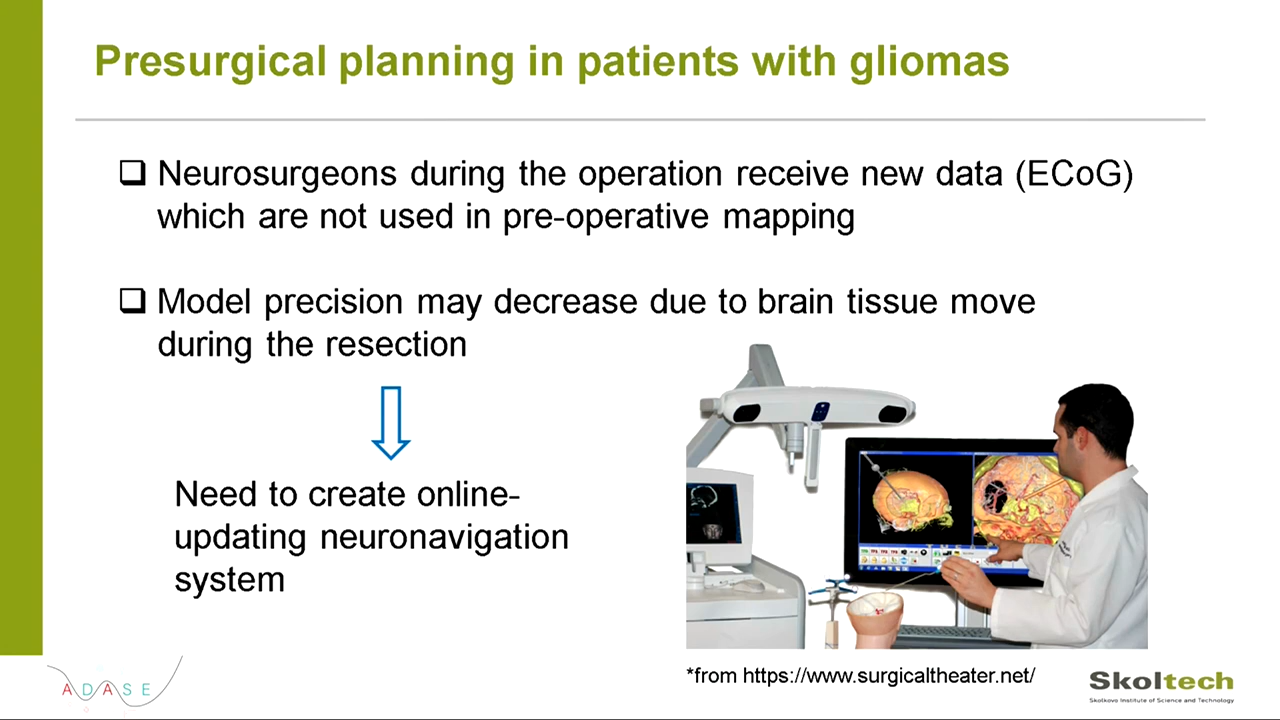 Presurgical planning in patients with gliomas
Neurosurgeons during the operation receive new data (ECoG)
which are not used in pre-operative mapping
Model precision may decrease due to brain tissue move
during the resection
Need to create online-
updating neuronavigation
system
*from https://www.surgicaltheater.net/
ADASE
Skoltech
Skolkovo Institute of Science and Technology